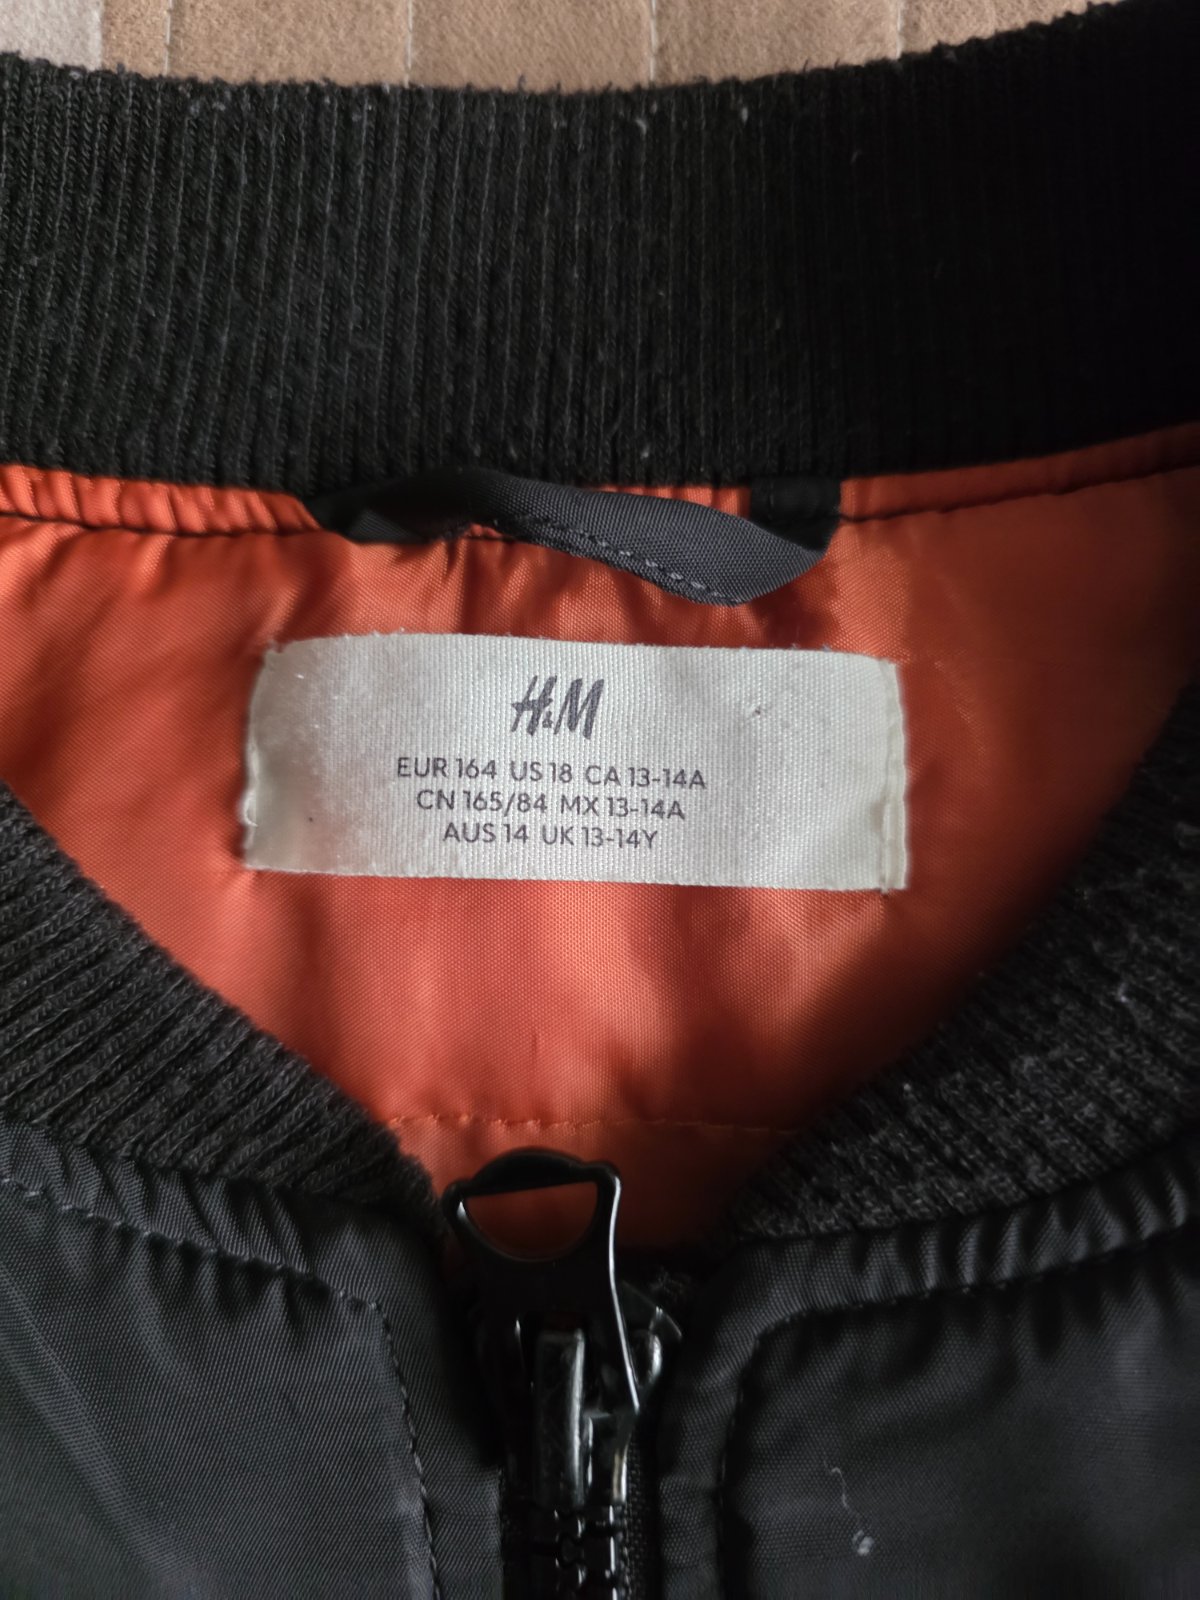 H&M
EUR 164 US 18 CA 13-14A
CN 165/84 MX 13-14A
AUS 14 UK 13-14Y